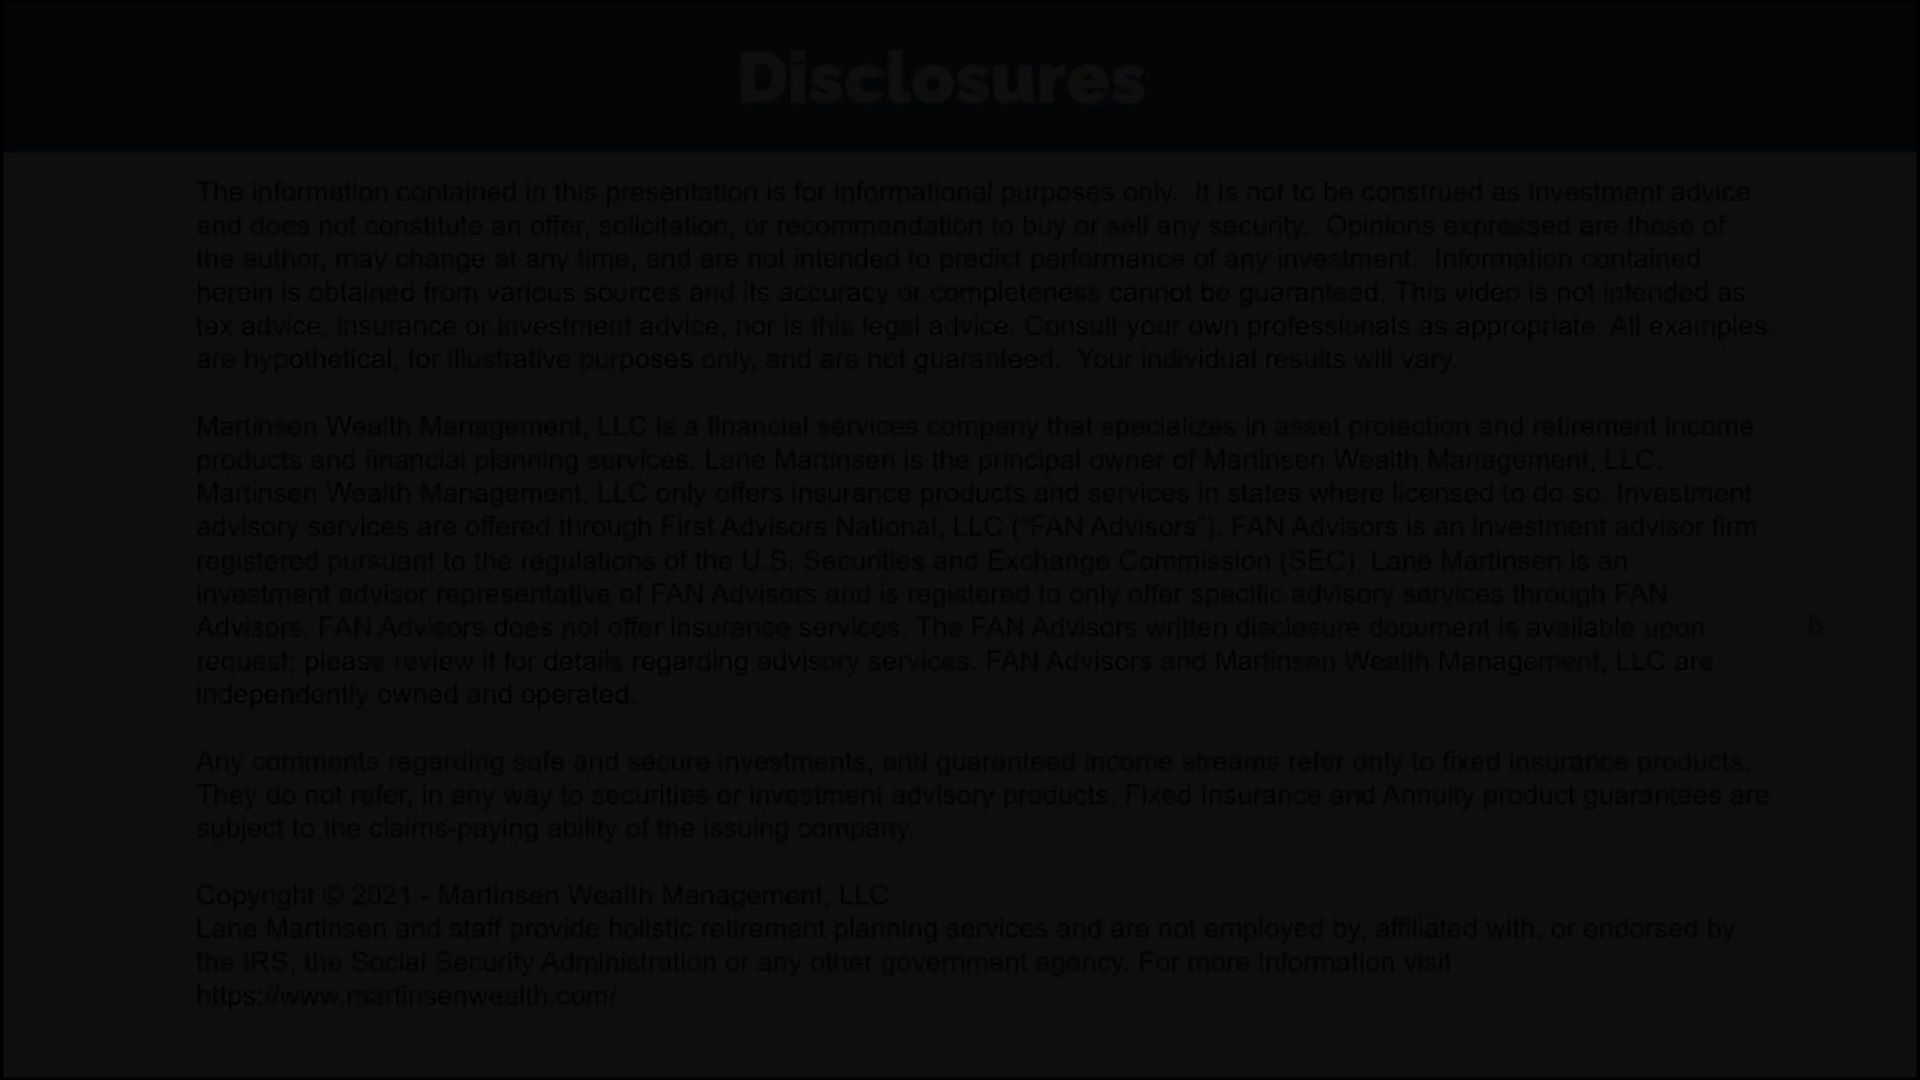 Disclosures
The information contained in this presentation is for informational purposes only.  It is not to be construed as investment advice
and does not constitute an offer, solicitation, or recommendation to buy or sell any security.  Opinions expressed are those of
the author, may change at any time, and are not intended to predict performance of any investment.  Information contained
herein is obtained from various sources and its accuracy or completeness cannot be guaranteed. This video is not intended as
tax advice, insurance or investment advice, nor is this legal advice. Consult your own professionals as appropriate. All examples
are hypothetical, for illustrative purposes only, and are not guaranteed.  Your individual results will vary.
Martinsen Wealth Management, LLC is a financial services company that specializes in asset protection and retirement income
products and financial planning services. Lane Martinsen is the principal owner of Martinsen Wealth Management, LLC.
Martinsen Wealth Management, LLC only offers insurance products and services in states where licensed to do so. Investment
advisory services are offered through First Advisors National, LLC ("FAN Advisors"). FAN Advisors is an investment advisor firm
registered pursuant to the regulations of the U.S. Securities and Exchange Commission (SEC). Lane Martinsen is an
investment advisor representative of FAN Advisors and is registered to only offer specific advisory services through FAN
Advisors. FAN Advisors does not offer insurance services. The FAN Advisors written disclosure document is available upon
request; please review it for details regarding advisory services. FAN Advisors and Martinsen Wealth Management, LLC are
independently owned and operated.
Any comments regarding safe and secure investments, and guaranteed income streams refer only to fixed insurance products.
They do not refer, in any way to securities or investment advisory products. Fixed Insurance and Annuity product guarantees are
subject to the claims-paying ability of the issuing company.
Copyright © 2021 - Martinsen Wealth Management, LLC
Lane Martinsen and staff provide holistic retirement planning services and are not employed by, affiliated with, or endorsed by
the IRS, the Social Security Administration or any other government agency. For more information visit
https://www.martinsenwealth.com/